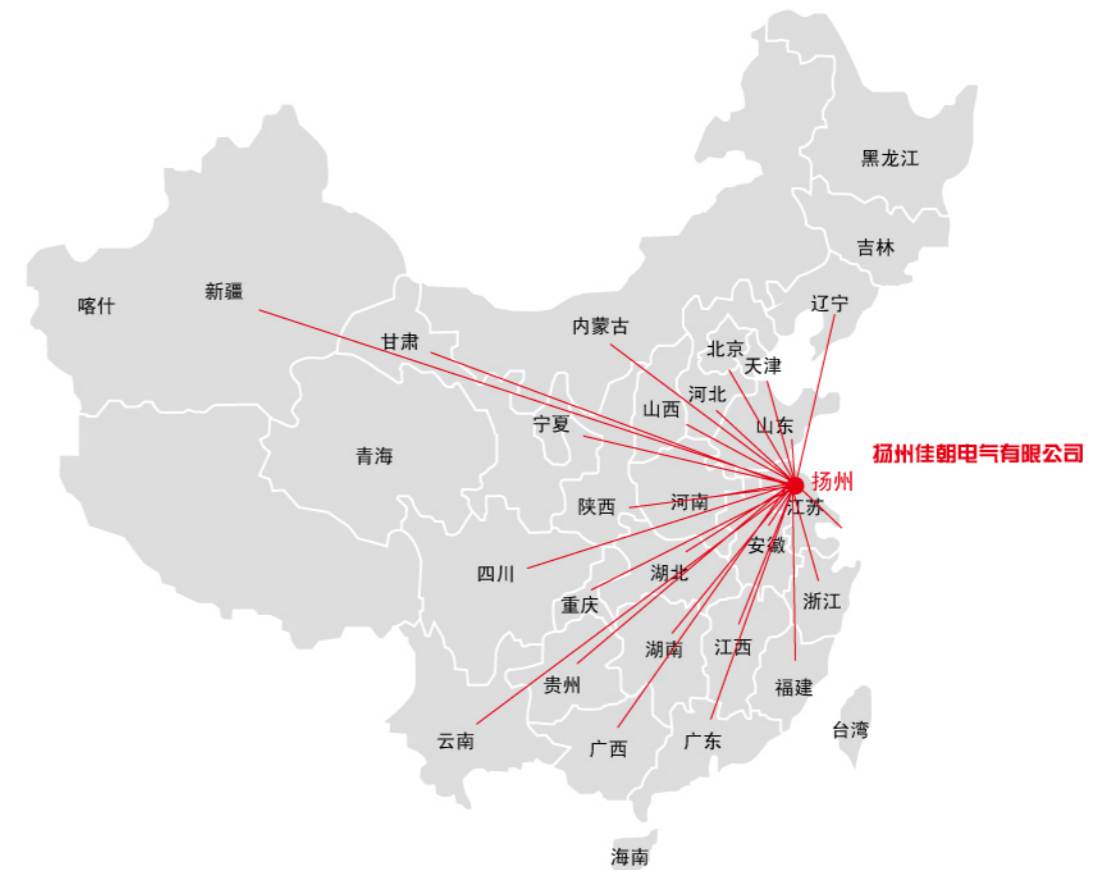 黑龙江
吉林
新疆
喀什
辽宁
内蒙古
甘肃
北京
天津
河北
山西
宁夏
山东
青海
扬州佳朝电气有限公司
扬州
河南
陕西
江苏
安徽
四川
湖北
重庆
浙江
湖南
江西
贵州
福建
台湾
云南
广东
广西
海南